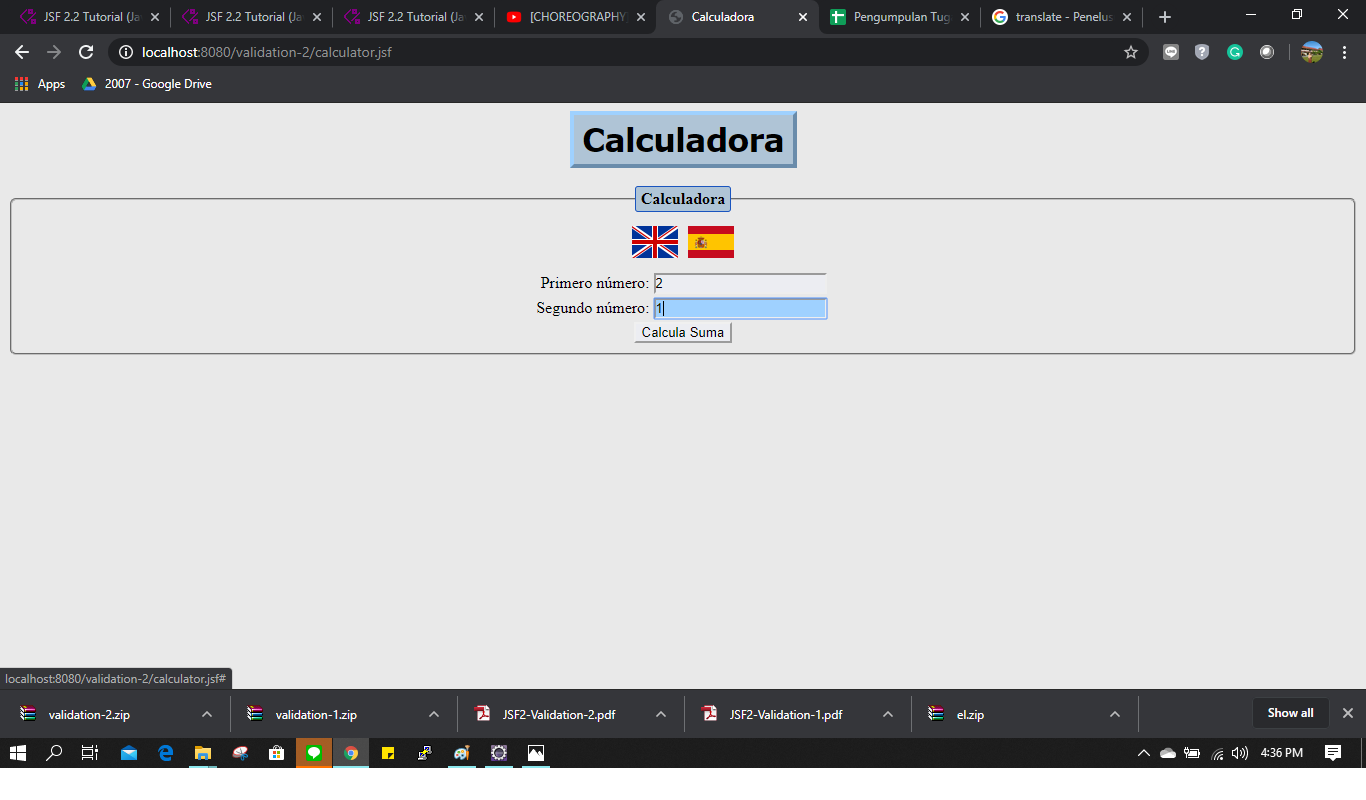 JSF 2.2 Tutorial (Ja
JSF 2.2 Tutorial (Ja
JSF 2.2 Tutorial (Ja
[CHOREOGRAPHY]
Calculadora
Pengumpulan Tug
translate - Penelus
localhost:8080/validation-2/calculator.jsf
Apps
2007 - Google Drive
Calculadora
Calculadora
Primero número: 2
Segundo número: 1
Calcula Suma
localhost:8080/validation-2/calculator.jsf#
validation-2.zip
validation-1.zip
JSF2-Validation-2.pdf
JSF2-Validation-1.pdf
el.zip
Show all
4:36 PM